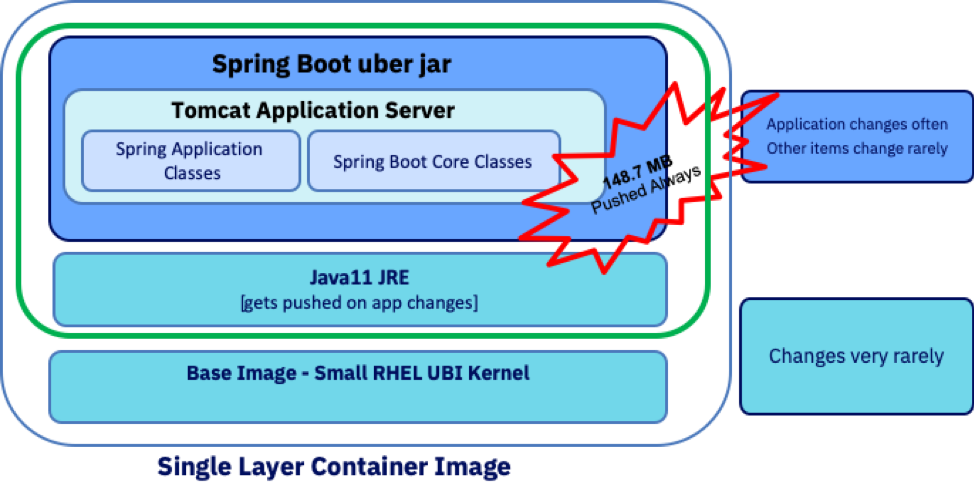 Spring Boot uber jar
Tomcat Application Server
Spring Application
Classes
Spring Boot Core Classes
148.7 MB
Pushed Always
Application changes often
Other items change rarely
Java11 JRE
[gets pushed on app changes]
Base Image - Small RHEL UBI Kernel
Changes very rarely
Single Layer Container Image